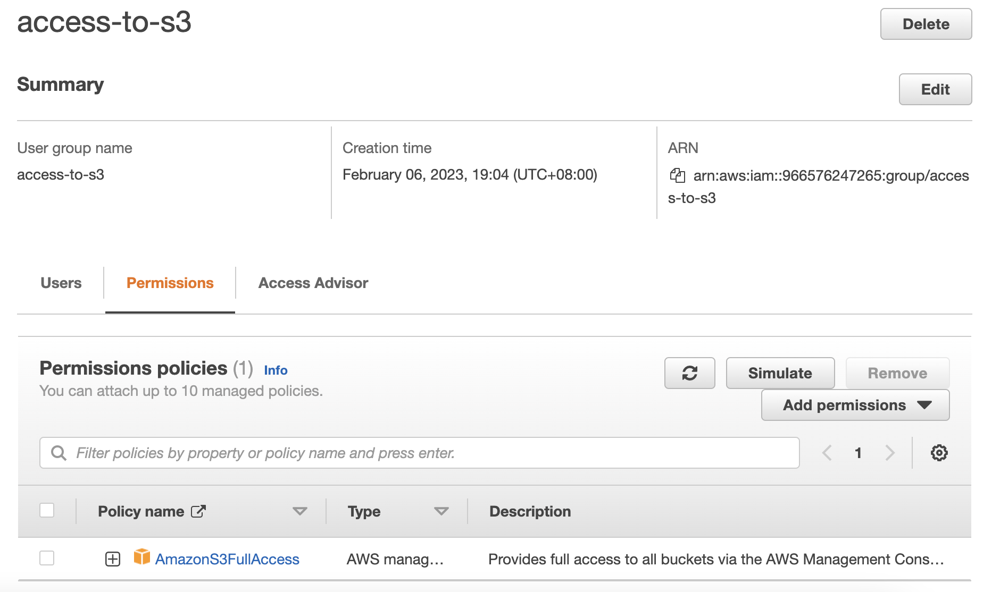 access-to-s3
Delete
Summary
Edit
User group name
access-to-s3
Creation time
February 06, 2023, 19:04 (UTC+08:00)
ARN
arn:aws:iam::966576247265:group/acces
s-to-s3
Users
Permissions
Access Advisor
Permissions policies (1) Info
You can attach up to 10 managed policies.
Simulate
Remove
Add permissions
Filter policies by property or policy name and press enter.
1
Policy name
Type
Description
AmazonS3FullAccess
AWS manag...
Provides full access to all buckets via the AWS Management Cons...